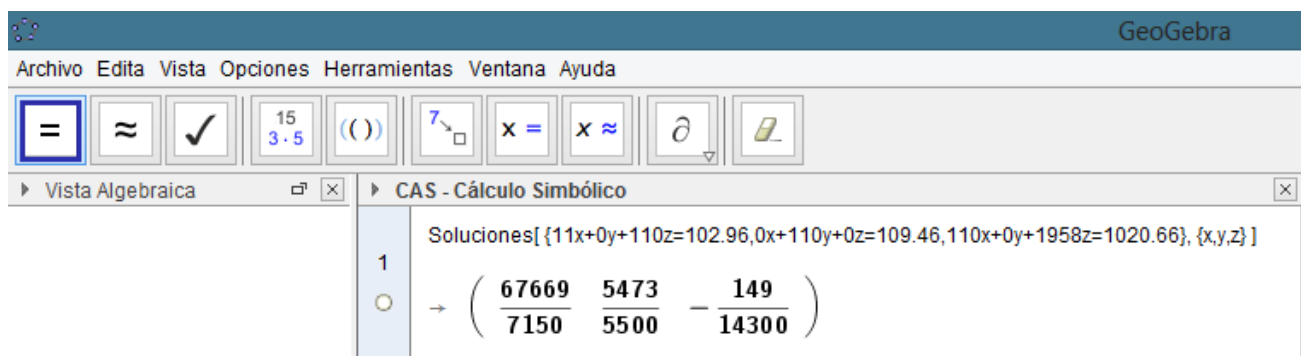 GeoGebra
Archivo Edita Vista Opciones Herramientas Ventana Ayuda
= ≈ ✓ 15 3·5 (( )) 7 x = x ≈ ∂
Vista Algebraica
CAS - Cálculo Simbólico
1
Soluciones[ {11x+0y+110z=102.96,0x+110y+0z=109.46,110x+0y+1958z=1020.66}, {x,y,z} ]
→ ( 67669/7150 5473/5500 - 149/14300 )